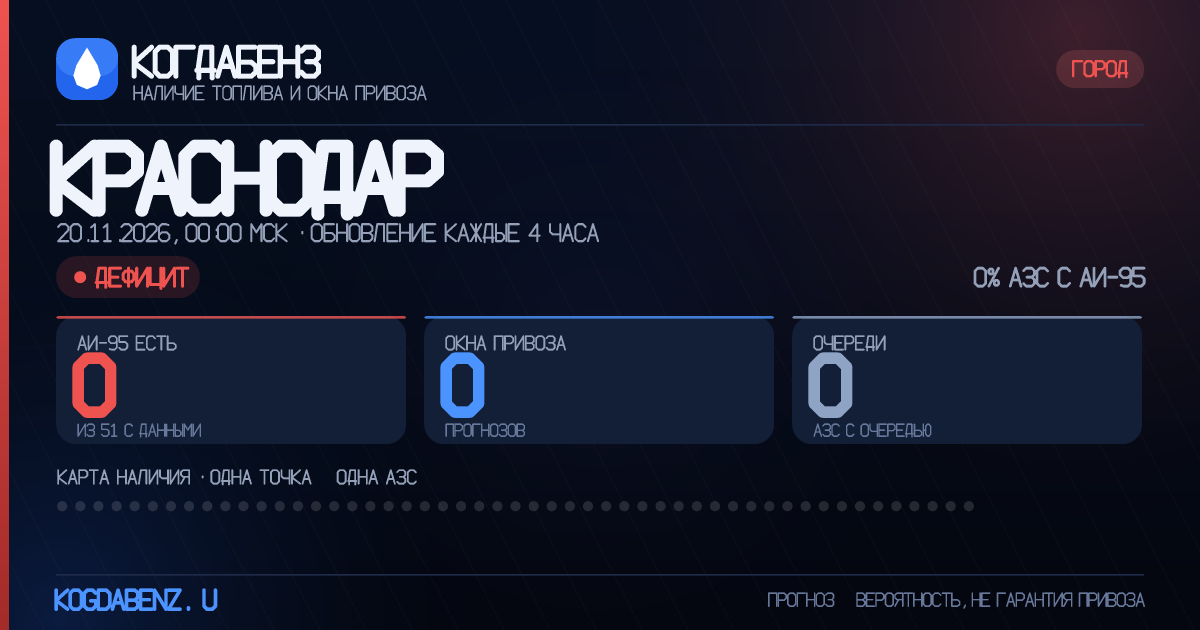 КОГДАБЕНЗ
НАЛИЧИЕ ТОПЛИВА И ОКНА ПРИВОЗА
ГОРОД
КРАСНОДАР
20.11.2026, 00:00 МСК · ОБНОВЛЕНИЕ КАЖДЫЕ 4 ЧАСА
ДЕФИЦИТ
0% АЗС С АИ-95
АИ-95 ЕСТЬ
0
ИЗ 51 С ДАННЫМИ
ОКНА ПРИВОЗА
0
ПРОГНОЗОВ
ОЧЕРЕДИ
0
АЗС С ОЧЕРЕДЬЮ
КАРТА НАЛИЧИЯ · ОДНА ТОЧКА ОДНА АЗС
KOGDABENZ. U
ПРОГНОЗ ВЕРОЯТНОСТЬ, НЕ ГАРАНТИЯ ПРИВОЗА